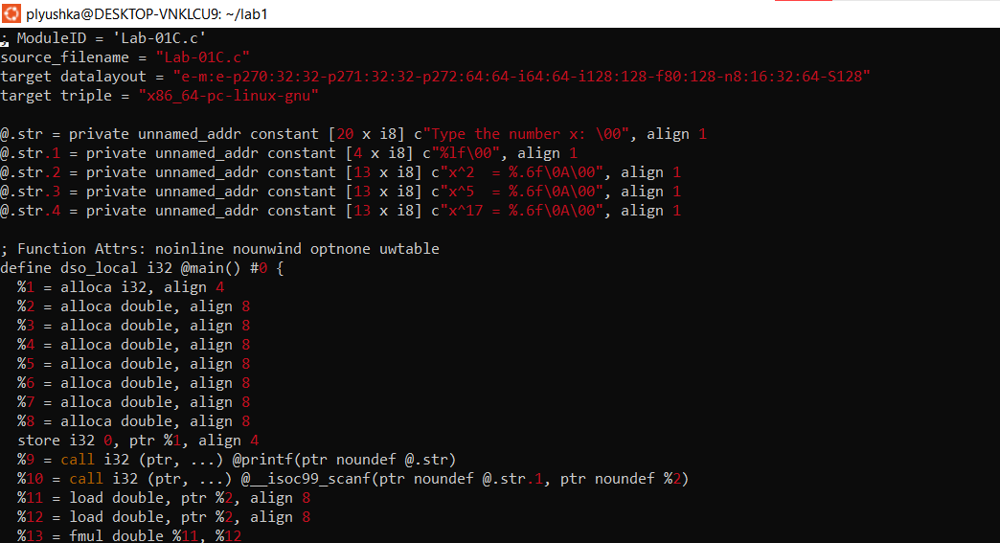 plyushka@DESKTOP-VNKLCU9: ~/lab1
; ModuleID = 'Lab-01C.c'
source_filename = "Lab-01C.c"
target datalayout = "e-m:e-p270:32:32-p271:32:32-p272:64:64-i64:64-i128:128-f80:128-n8:16:32:64-S128"
target triple = "x86_64-pc-linux-gnu"
@.str = private unnamed_addr constant [20 x i8] c"Type the number x: \00", align 1
@.str.1 = private unnamed_addr constant [4 x i8] c"%lf\00", align 1
@.str.2 = private unnamed_addr constant [13 x i8] c"x^2  = %.6f\0A\00", align 1
@.str.3 = private unnamed_addr constant [13 x i8] c"x^5  = %.6f\0A\00", align 1
@.str.4 = private unnamed_addr constant [13 x i8] c"x^17 = %.6f\0A\00", align 1
; Function Attrs: noinline nounwind optnone uwtable
define dso_local i32 @main() #0 {
  %1 = alloca i32, align 4
  %2 = alloca double, align 8
  %3 = alloca double, align 8
  %4 = alloca double, align 8
  %5 = alloca double, align 8
  %6 = alloca double, align 8
  %7 = alloca double, align 8
  %8 = alloca double, align 8
  store i32 0, ptr %1, align 4
  %9 = call i32 (ptr, ...) @printf(ptr noundef @.str)
  %10 = call i32 (ptr, ...) @__isoc99_scanf(ptr noundef @.str.1, ptr noundef %2)
  %11 = load double, ptr %2, align 8
  %12 = load double, ptr %2, align 8
  %13 = fmul double %11, %12